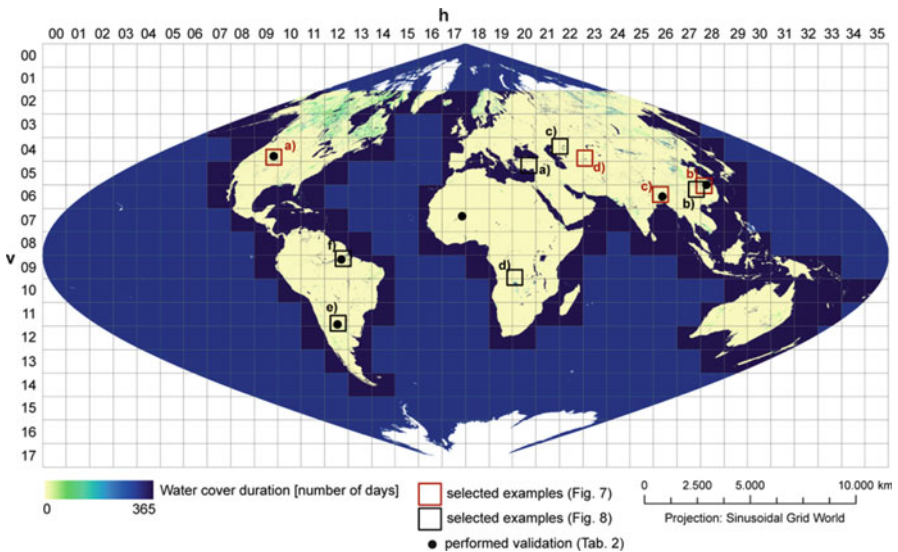 h
00 01 02 03 04 05 06 07 08 09 10 11 12 13 14 15 16 17 18 19 20 21 22 23 24 25 26 27 28 29 30 31 32 33 34 35
00
01
02
03
04
05
06
07
08
09
10
11
12
13
14
15
16
17
v
a)
c)
a)
d)
b)
c)
b)
f)
d)
e)
Water cover duration [number of days]
0 365
selected examples (Fig. 7)
selected examples (Fig. 8)
performed validation (Tab. 2)
0 2.500 5.000 10.000 km
Projection: Sinusoidal Grid World